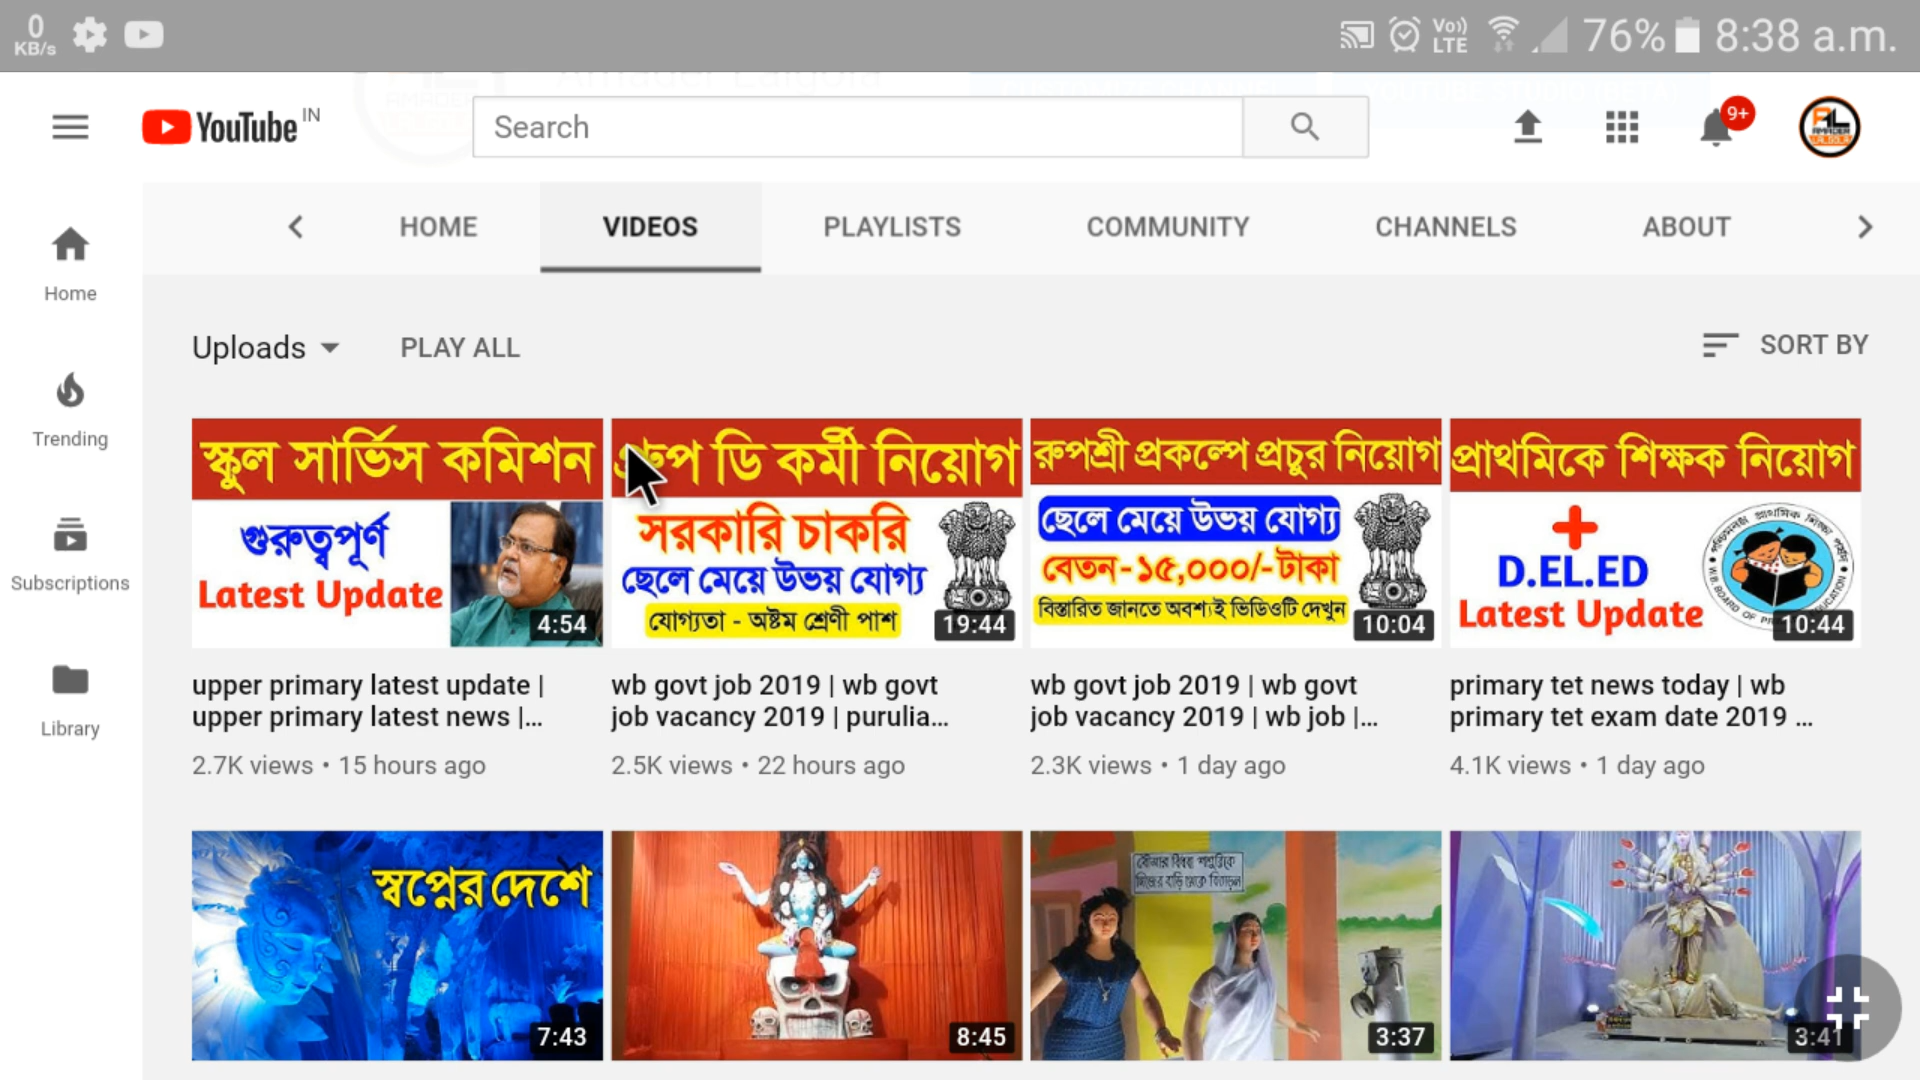 0
KB/s
Vo))
LTE
76%
8:38 a.m.
YouTube IN
Search
9+
HOME
VIDEOS
PLAYLISTS
COMMUNITY
CHANNELS
ABOUT
Home
Trending
Subscriptions
Library
Uploads
PLAY ALL
SORT BY
স্কুল সার্ভিস কমিশন
গুরুত্বপূর্ণ
Latest Update
4:54
upper primary latest update |
upper primary latest news |...
2.7K views • 15 hours ago
ডি কর্মী নিয়োগ
সরকারি চাকরি
ছেলে মেয়ে উভয় যোগ্য
যোগ্যতা - অষ্টম শ্রেণী পাশ
19:44
wb govt job 2019 | wb govt
job vacancy 2019 | purulia...
2.5K views • 22 hours ago
রুপশ্রী প্রকল্পে প্রচুর নিয়োগ
ছেলে মেয়ে উভয় যোগ্য
বেতন-১৫,০০০/-টাকা
বিস্তারিত জানতে অবশ্যই ভিডিওটি দেখুন
10:04
wb govt job 2019 | wb govt
job vacancy 2019 | wb job |...
2.3K views • 1 day ago
প্রাথমিকে শিক্ষক নিয়োগ
+
D.EL.ED
Latest Update
10:44
primary tet news today | wb
primary tet exam date 2019 ...
4.1K views • 1 day ago
স্বপ্নের দেশে
7:43
8:45
3:37
3:41